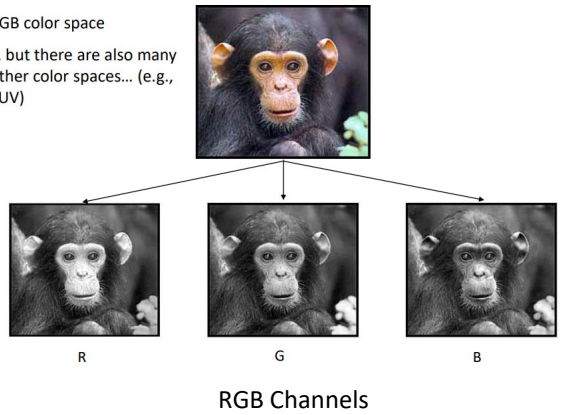 GB color space
. but there are also many
ther color spaces... (e.g.,
UV)
R
G
B
RGB Channels